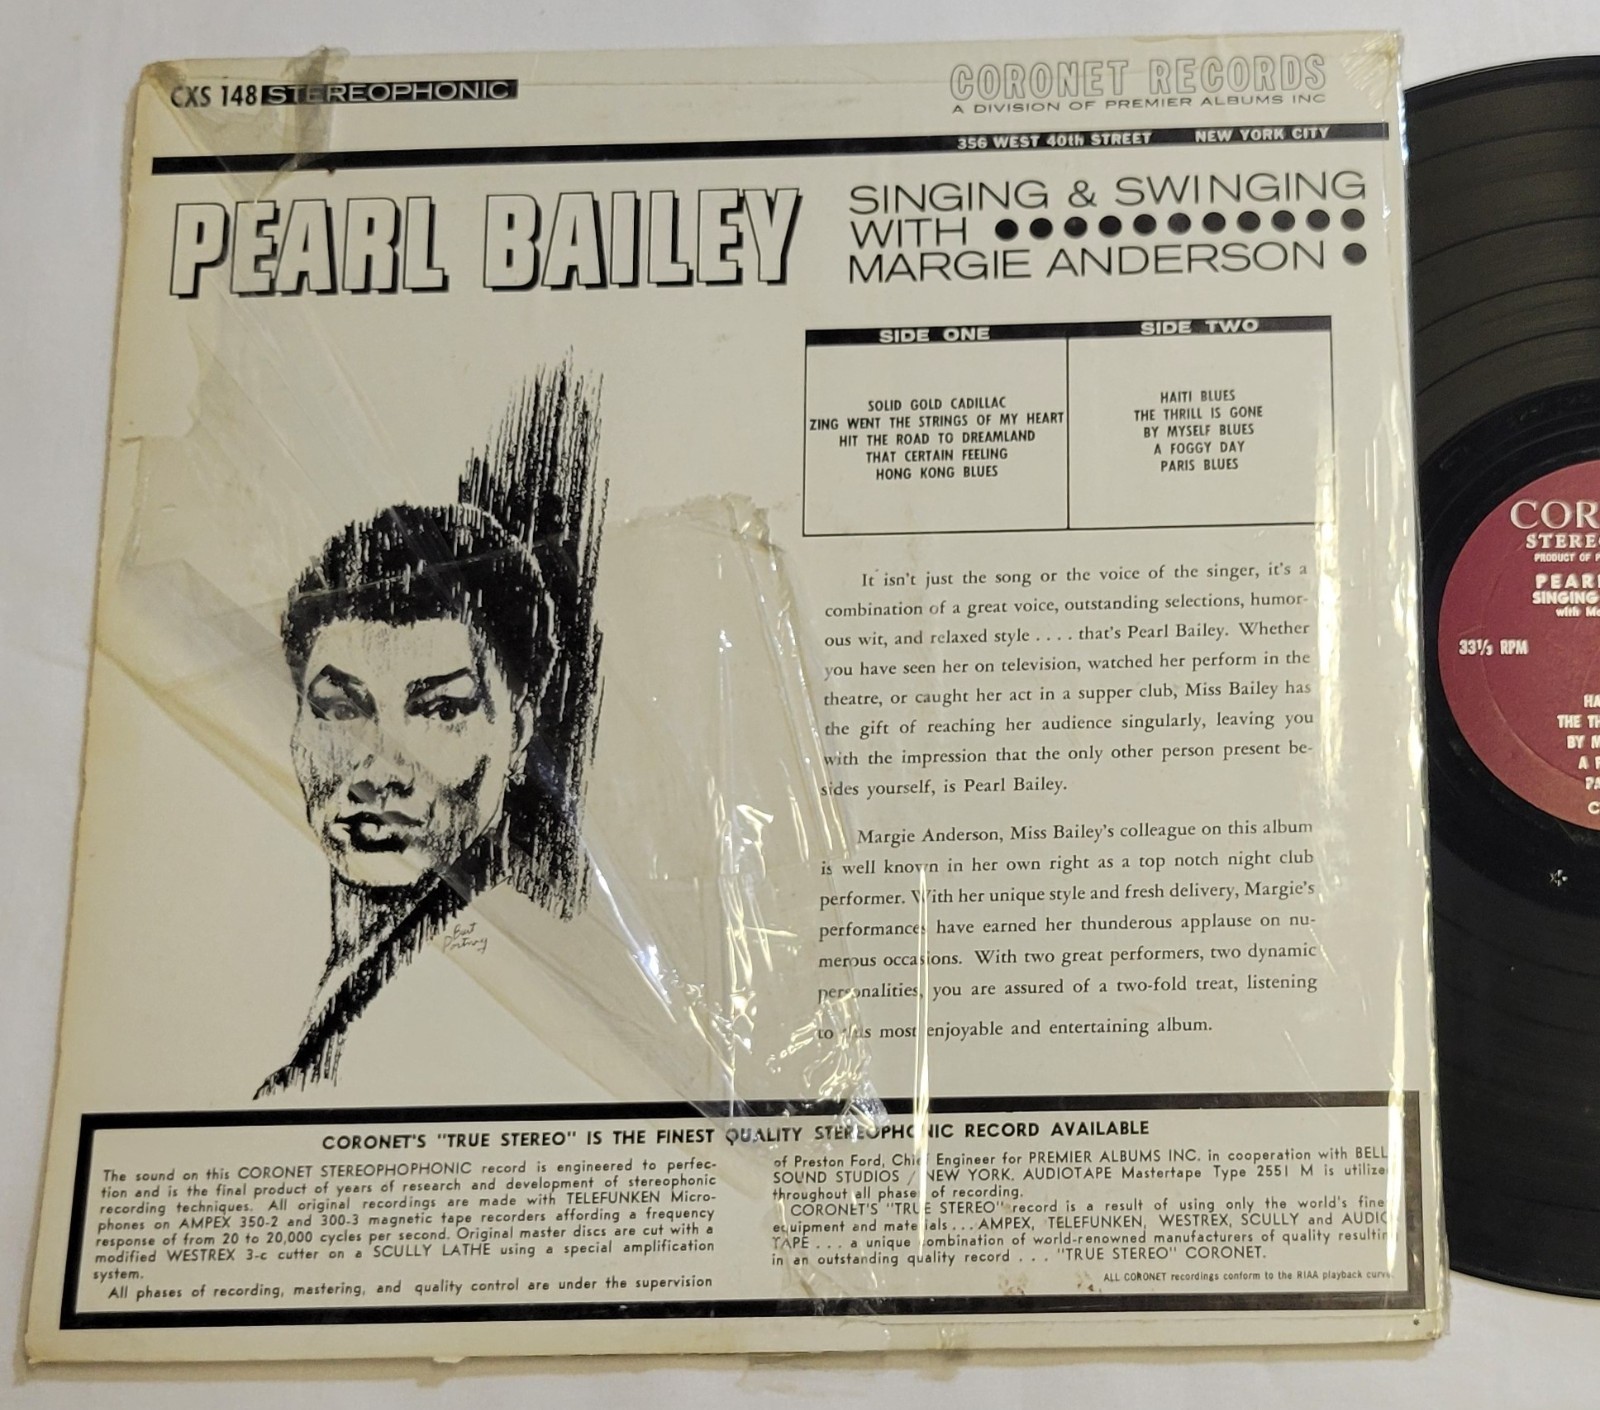 CXS 148 STEREOPHONIC
CORONET RECORDS
A DIVISION OF PREMIER ALBUMS INC
356 WEST 40th STREET NEW YORK CITY
PEARL BAILEY
SINGING & SWINGING
WITH
MARGIE ANDERSON
SIDE ONE
SOLID GOLD CADILLAC
ZING WENT THE STRINGS OF MY HEART
HIT THE ROAD TO DREAMLAND
THAT CERTAIN FEELING
HONG KONG BLUES
SIDE TWO
HAITI BLUES
THE THRILL IS GONE
BY MYSELF BLUES
A FOGGY DAY
PARIS BLUES
It isn't just the song or the voice of the singer, it's a
combination of a great voice, outstanding selections, humor-
ous wit, and relaxed style . . . . that's Pearl Bailey. Whether
you have seen her on television, watched her perform in the
theatre, or caught her act in a supper club, Miss Bailey has
the gift of reaching her audience singularly, leaving you
with the impression that the only other person present be-
sides yourself, is Pearl Bailey.
Margie Anderson, Miss Bailey's colleague on this album
is well known in her own right as a top notch night club
performer. With her unique style and fresh delivery, Margie's
performances have earned her thunderous applause on nu-
merous occasions. With two great performers, two dynamic
personalities, you are assured of a two-fold treat, listening
to this most enjoyable and entertaining album.
Burt
CORONET'S "TRUE STEREO" IS THE FINEST QUALITY STEREOPHONIC RECORD AVAILABLE
The sound on this CORONET STEREOPHOPHONIC record is engineered to perfec-
tion and is the final product of years of research and development of stereophonic
recording techniques. All original recordings are made with TELEFUNKEN Micro-
phones on AMPEX 350-2 and 300-3 magnetic tape recorders affording a frequency
response of from 20 to 20,000 cycles per second. Original master discs are cut with a
modified WESTREX 3-c cutter on a SCULLY LATHE using a special amplification
system.
All phases of recording, mastering, and quality control are under the supervision
of Preston Ford, Chief Engineer for PREMIER ALBUMS INC. in cooperation with BELL
SOUND STUDIOS / NEW YORK. AUDIOTAPE Mastertape Type 2551 M is utilize
throughout all phases of recording.
CORONET'S "TRUE STEREO" record is a result of using only the world's fine
equipment and materials . . . AMPEX, TELEFUNKEN, WESTREX, SCULLY and AUDIO
TAPE . . . a unique combination of world-renowned manufacturers of quality resultin
in an outstanding quality record . . . "TRUE STEREO" CORONET.
ALL CORONET recordings conform to the RIAA playback curve
COR
STERE
PRODUCT OF P
PEAR
SINGING
with Ma
33⅓ RPM
HA
THE TH
BY M
A F
PA
C